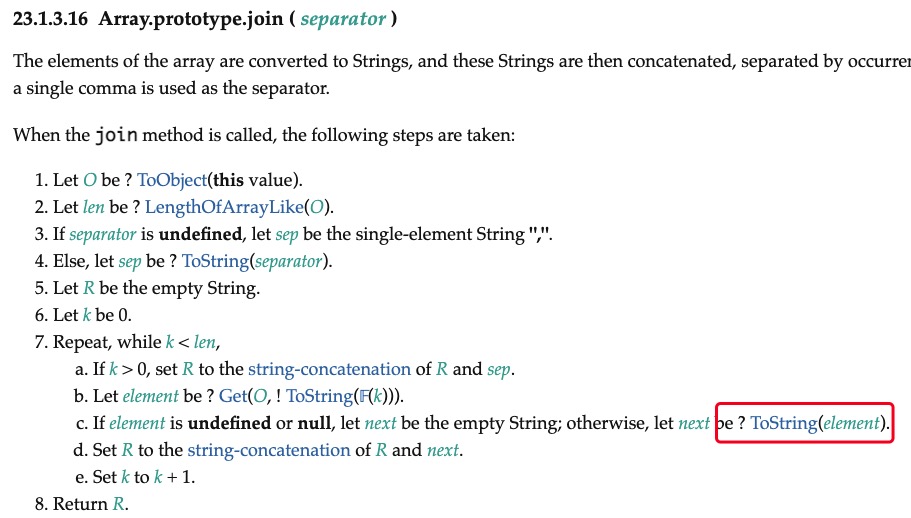 23.1.3.16 Array.prototype.join ( separator )
The elements of the array are converted to Strings, and these Strings are then concatenated, separated by
a single comma is used as the separator.
When the join method is called, the following steps are taken:
1. Let O be ? ToObject(this value).
2. Let len be ? LengthOfArrayLike(O).
3. If separator is undefined, let sep be the single-element String ",".
4. Else, let sep be ? ToString(separator).
5. Let R be the empty String.
6. Let k be 0.
7. Repeat, while k < len,
a. If k > 0, set R to the string-concatenation of R and sep.
b. Let element be ? Get(O, ! ToString(𝔽(k))).
c. If element is undefined or null, let next be the empty String; otherwise, let next be ? ToString(element).
d. Set R to the string-concatenation of R and next.
e. Set k to k + 1.
8. Return R.